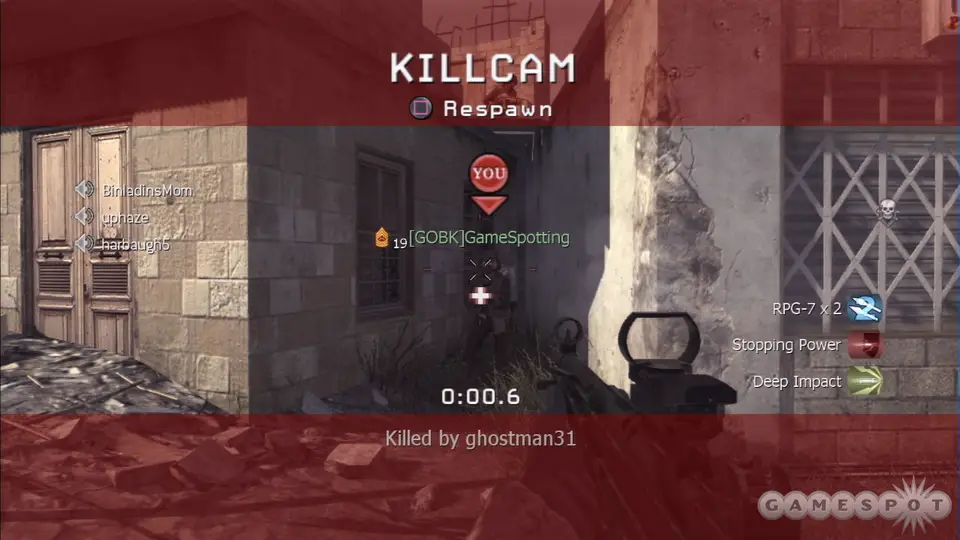 KILLCAM
Respawn
YOU
BinladinsMom
uphaze
harbaugh5
19[GOBK]GameSpotting
RPG-7 x 2
Stopping Power
Deep Impact
0:00.6
Killed by ghostman31
GAMESPOT